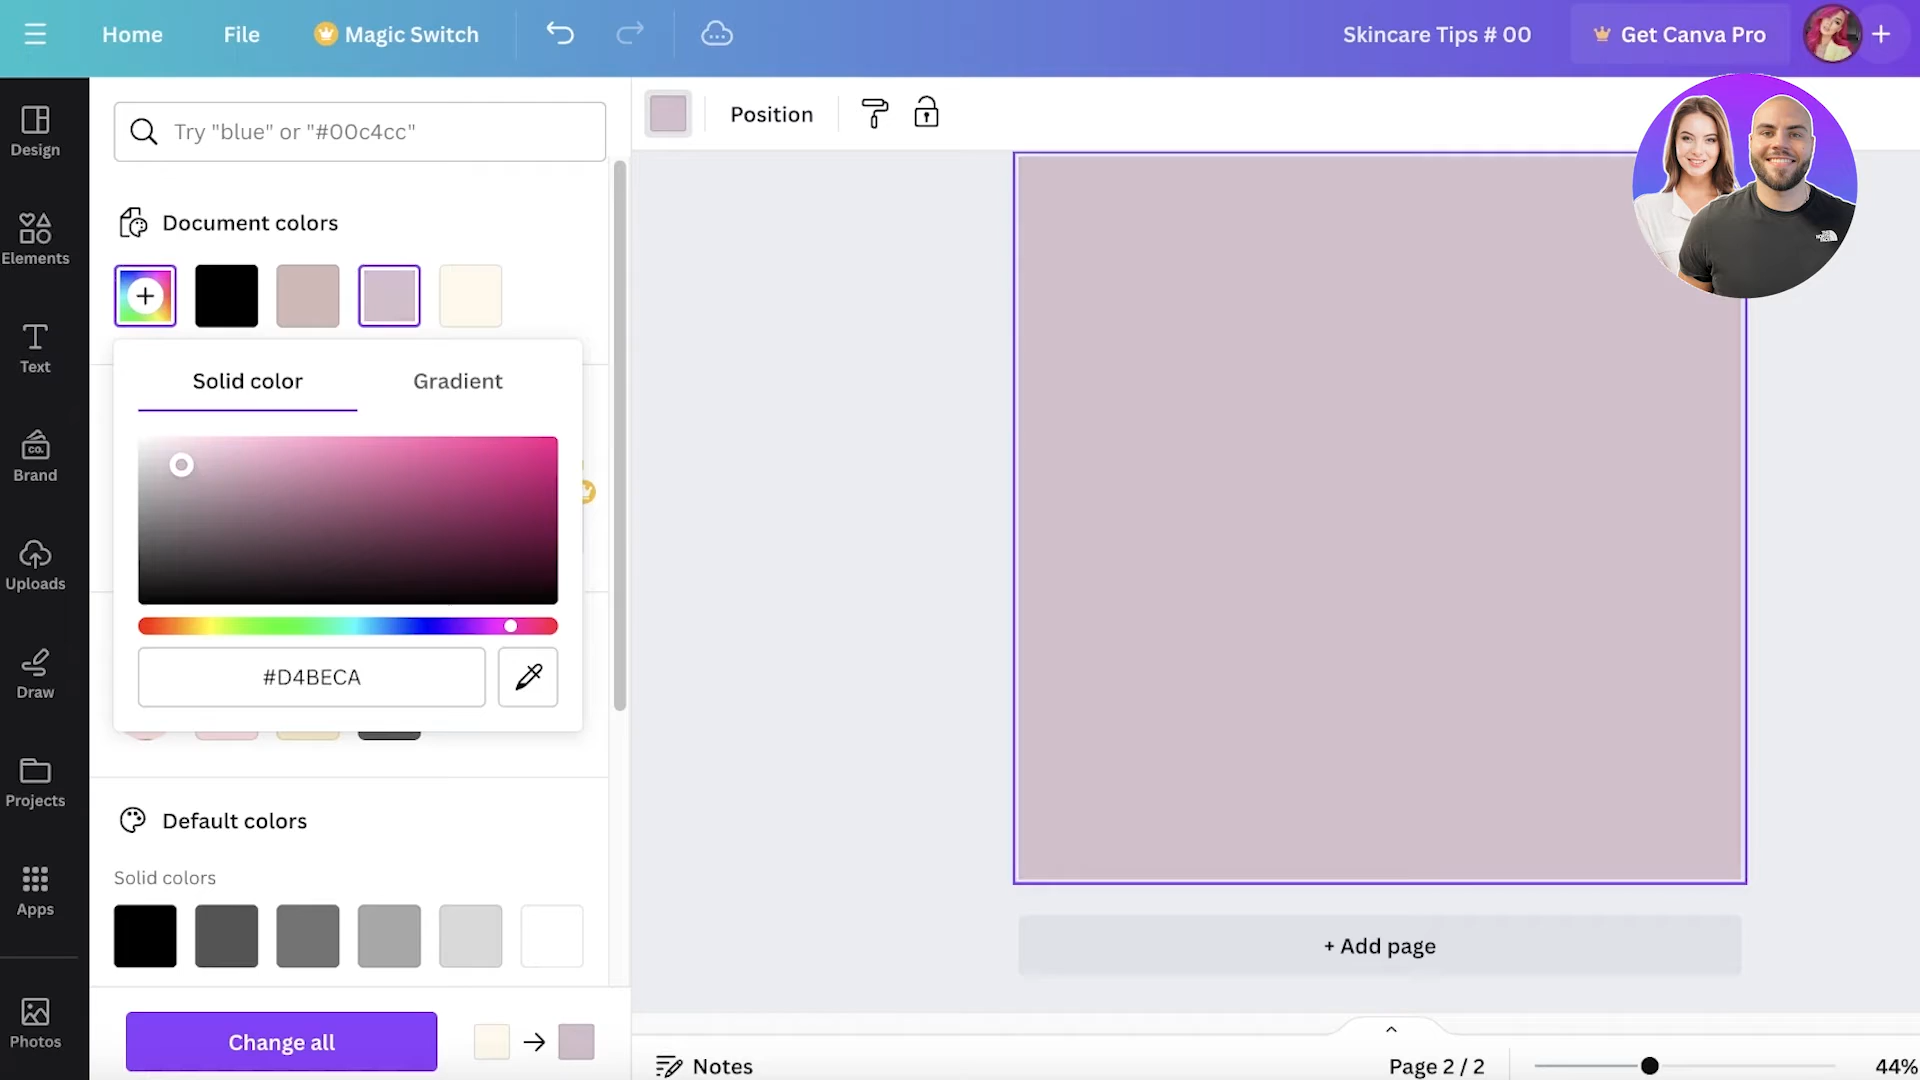 Home
File
Magic Switch
Skincare Tips # 00
Get Canva Pro
Design
Elements
Text
Brand
CO.
Uploads
Draw
Projects
Apps
Photos
Try "blue" or "#00c4cc"
Document colors
Solid color
Gradient
#D4BECA
Default colors
Solid colors
Change all
Position
+ Add page
Notes
Page 2 / 2
44%